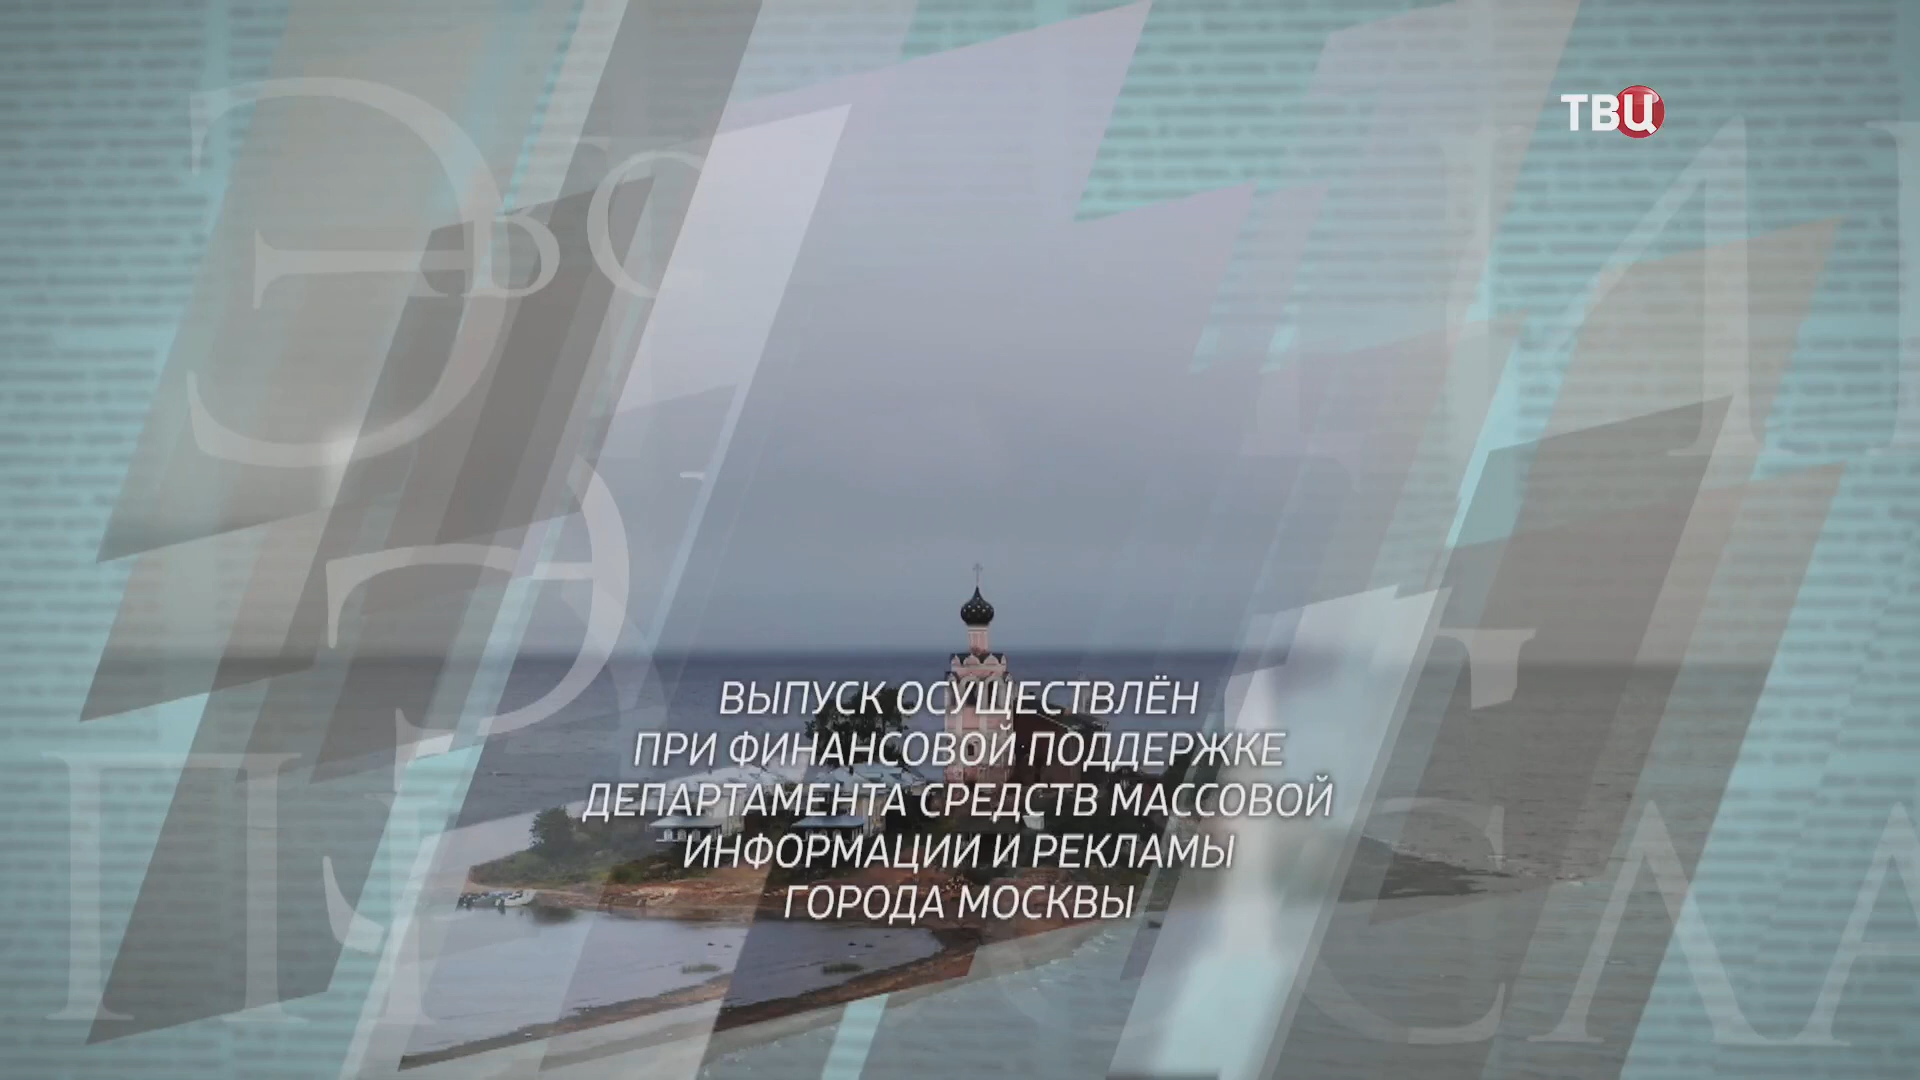 ТВЦ
ВЫПУСК ОСУЩЕСТВЛЁН
ПРИ ФИНАНСОВОЙ ПОДДЕРЖКЕ
ДЕПАРТАМЕНТА СРЕДСТВ МАССОВОЙ
ИНФОРМАЦИИ И РЕКЛАМЫ
ГОРОДА МОСКВЫ